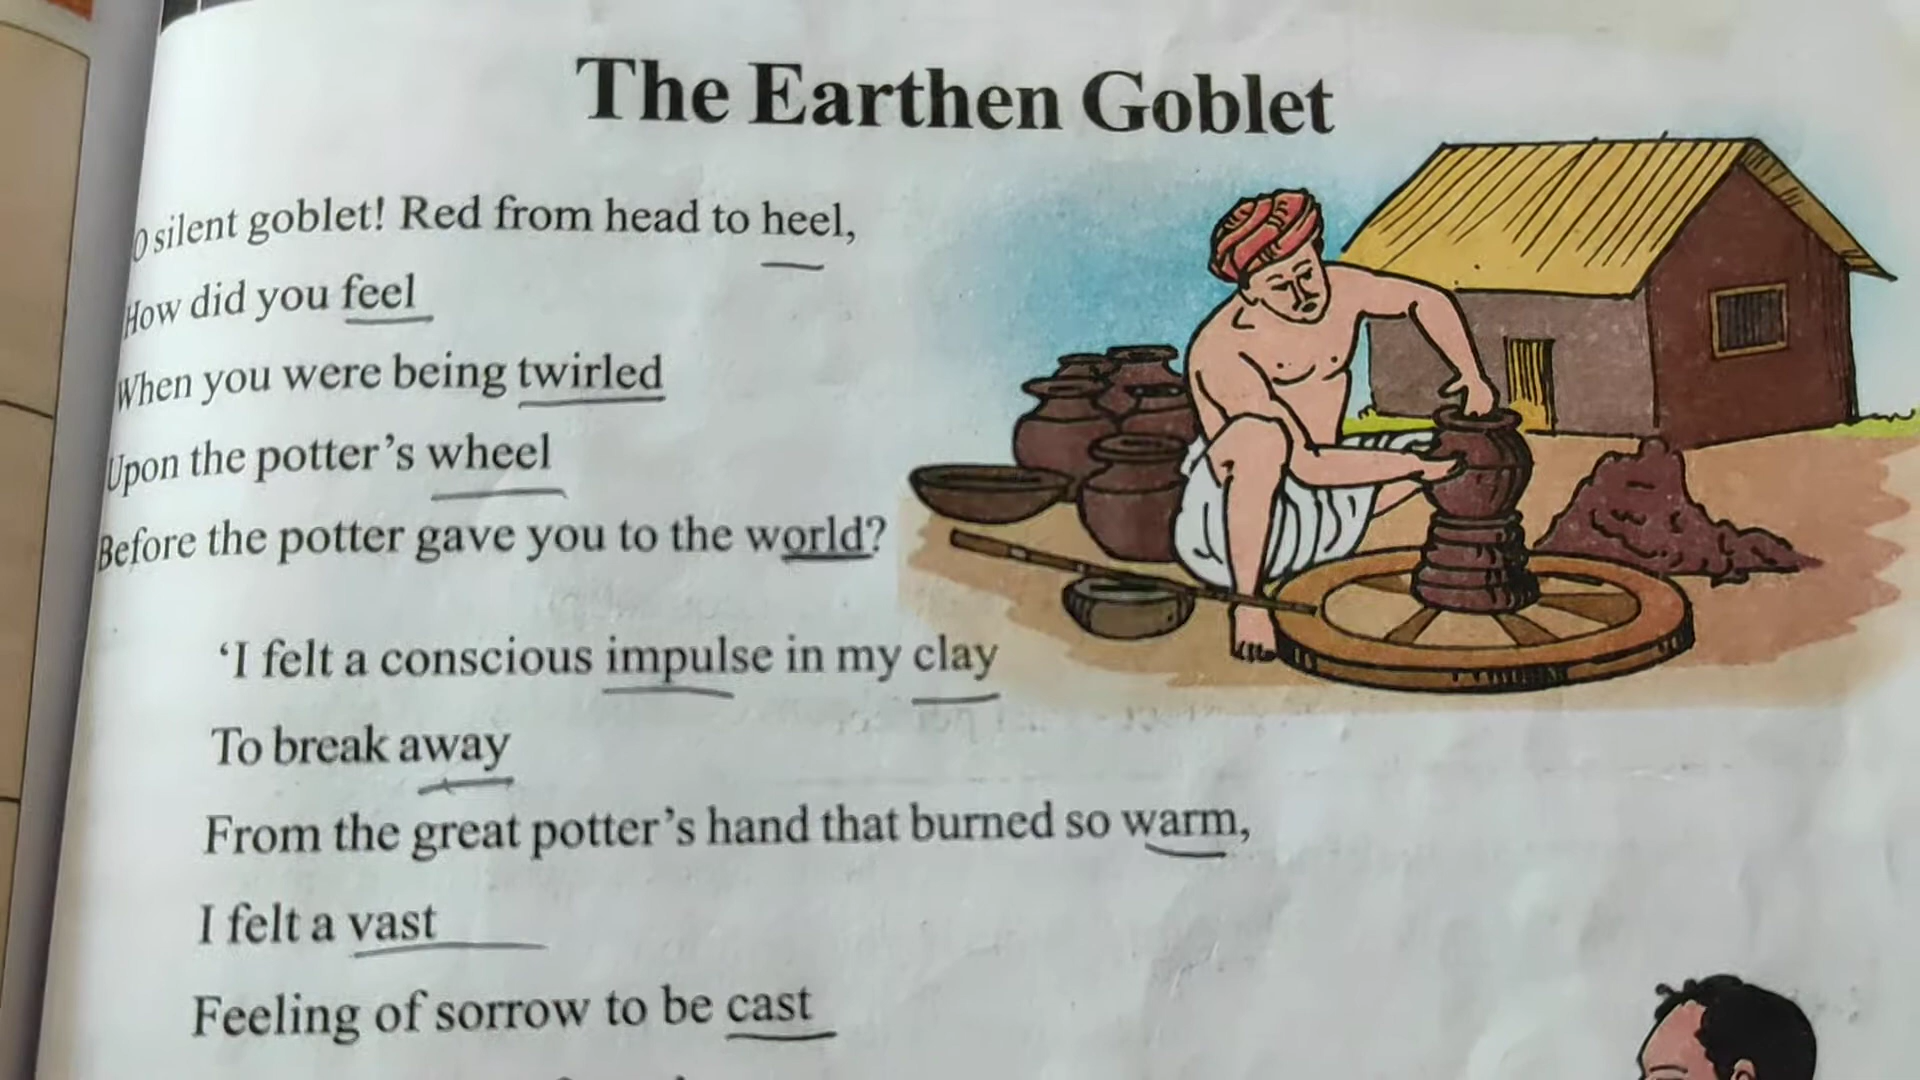 The Earthen Goblet
O silent goblet! Red from head to heel,
How did you feel
When you were being twirled
Upon the potter’s wheel
Before the potter gave you to the world?
‘I felt a conscious impulse in my clay
To break away
From the great potter’s hand that burned so warm,
I felt a vast
Feeling of sorrow to be cast